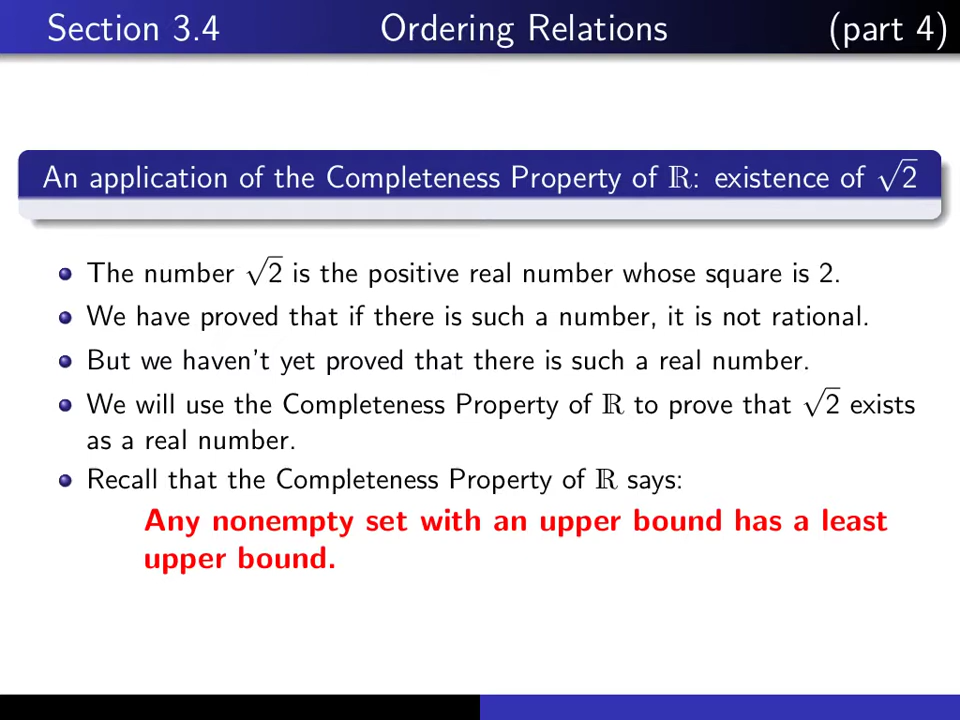 Section 3.4 Ordering Relations (part 4)
An application of the Completeness Property of ℝ: existence of √2
• The number √2 is the positive real number whose square is 2.
• We have proved that if there is such a number, it is not rational.
• But we haven't yet proved that there is such a real number.
• We will use the Completeness Property of ℝ to prove that √2 exists
as a real number.
• Recall that the Completeness Property of ℝ says:
Any nonempty set with an upper bound has a least
upper bound.